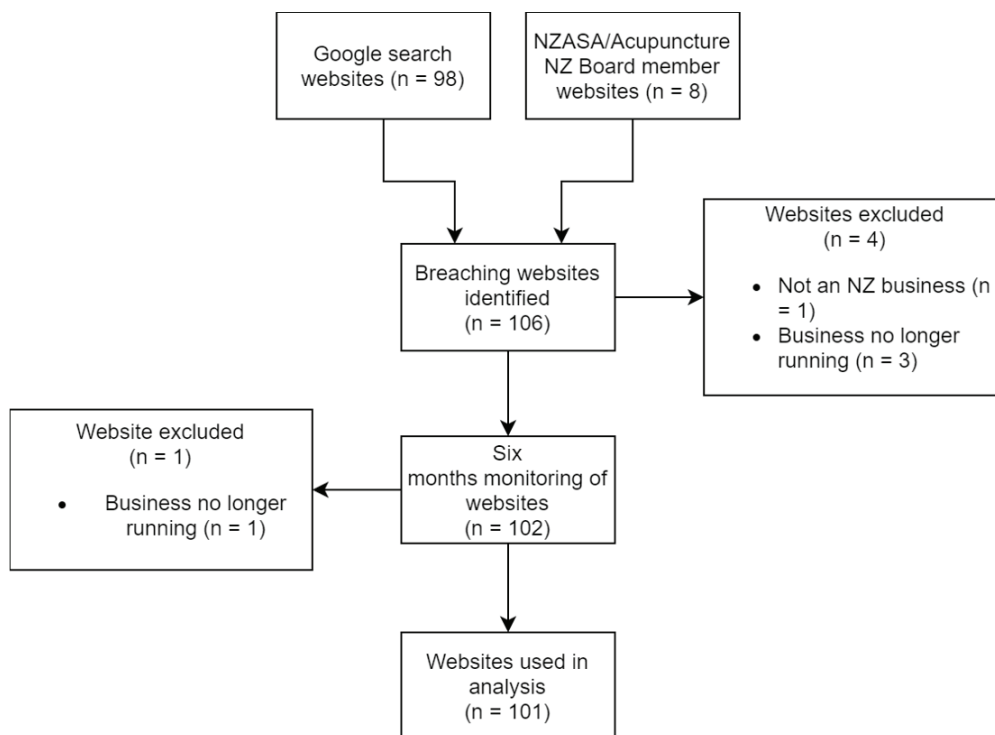 Google search
websites (n = 98)
NZASA/Acupuncture
NZ Board member
websites (n = 8)
Breaching websites
identified
(n = 106)
Websites excluded
(n = 4)
• Not an NZ business (n
= 1)
• Business no longer
running (n = 3)
Six
months monitoring of
websites
(n = 102)
Website excluded
(n = 1)
• Business no longer
running (n = 1)
Websites used in
analysis
(n = 101)